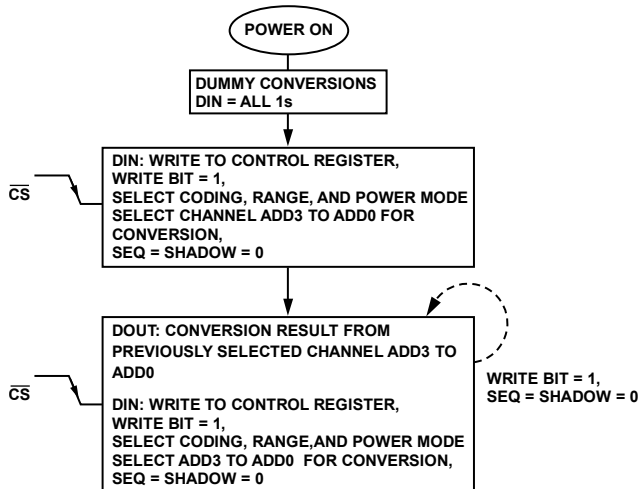 POWER ON
DUMMY CONVERSIONS
DIN = ALL 1s
CS
DIN: WRITE TO CONTROL REGISTER,
WRITE BIT = 1,
SELECT CODING, RANGE, AND POWER MODE
SELECT CHANNEL ADD3 TO ADD0 FOR
CONVERSION,
SEQ = SHADOW = 0
CS
DOUT: CONVERSION RESULT FROM
PREVIOUSLY SELECTED CHANNEL ADD3 TO
ADD0
DIN: WRITE TO CONTROL REGISTER,
WRITE BIT = 1,
SELECT CODING, RANGE,AND POWER MODE
SELECT ADD3 TO ADD0 FOR CONVERSION,
SEQ = SHADOW = 0
WRITE BIT = 1,
SEQ = SHADOW = 0